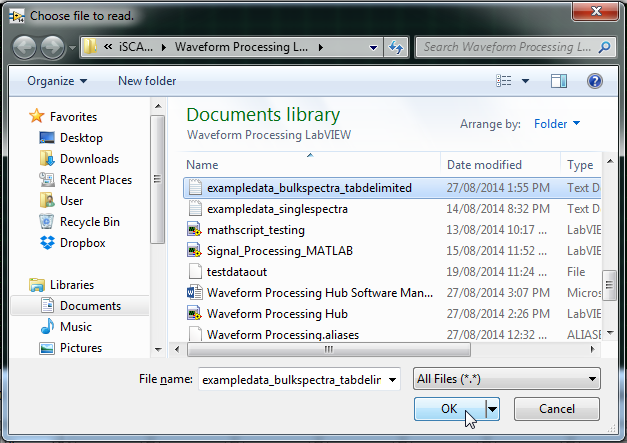 Choose file to read.
« iSCA... ▸ Waveform Processing L... ▸ Search Waveform Processing L...
Organize New folder
Favorites
Desktop
Downloads
Recent Places
User
Recycle Bin
Dropbox
Libraries
Documents
Music
Pictures
Documents library
Waveform Processing LabVIEW
Arrange by: Folder
Name Date modified Type
exampledata_bulkspectra_tabdelimited 27/08/2014 1:55 PM Text D
exampledata_singlespectra 14/08/2014 8:32 PM Text D
mathscript_testing 13/08/2014 10:17 ... LabVIE
Signal_Processing_MATLAB 15/08/2014 11:52 ... LabVIE
testdataout 19/08/2014 11:24 ... File
Waveform Processing Hub Software Man... 27/08/2014 3:07 PM Micros
Waveform Processing Hub 27/08/2014 2:26 PM LabVIE
Waveform Processing.aliases 27/08/2014 12:32 ... ALIASE
File name: exampledata_bulkspectra_tabdelin All Files (*.*)
OK Cancel